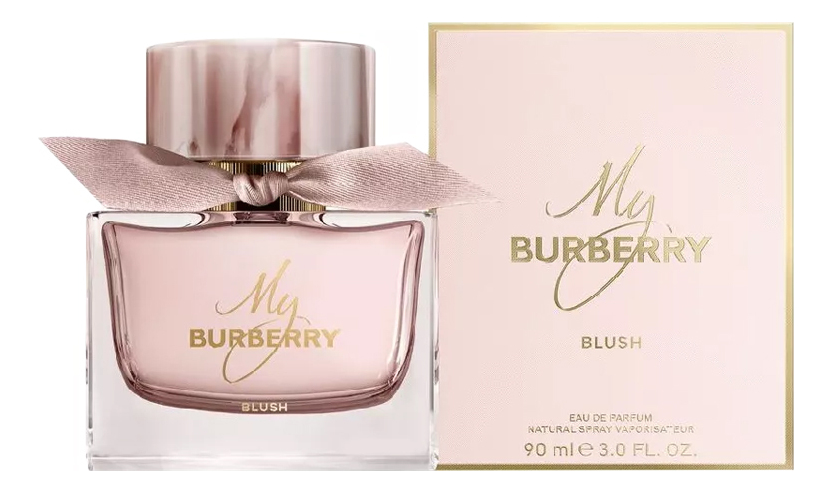 My
BURBERRY
BLUSH
My
BURBERRY
BLUSH
EAU DE PARFUM
NATURAL SPRAY VAPORISATEUR
90 ml ℮ 3.0 FL. OZ.